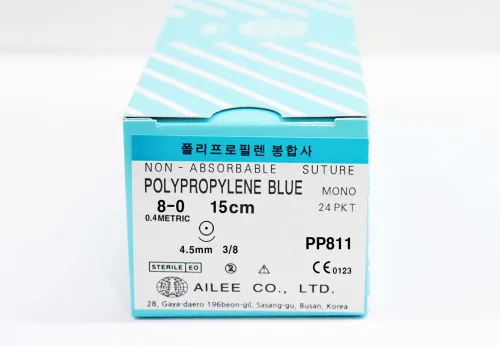 폴리프로필렌 봉합사
NON - ABSORBABLE SUTURE
POLYPROPYLENE BLUE MONO
8-0 15cm 24 PKT
0.4METRIC
4.5mm 3/8 PP811
STERILE EO 2 CE 0123
AILEE CO., LTD.
28, Gaya-daero 196beon-gil, Sasang-gu, Busan, Korea